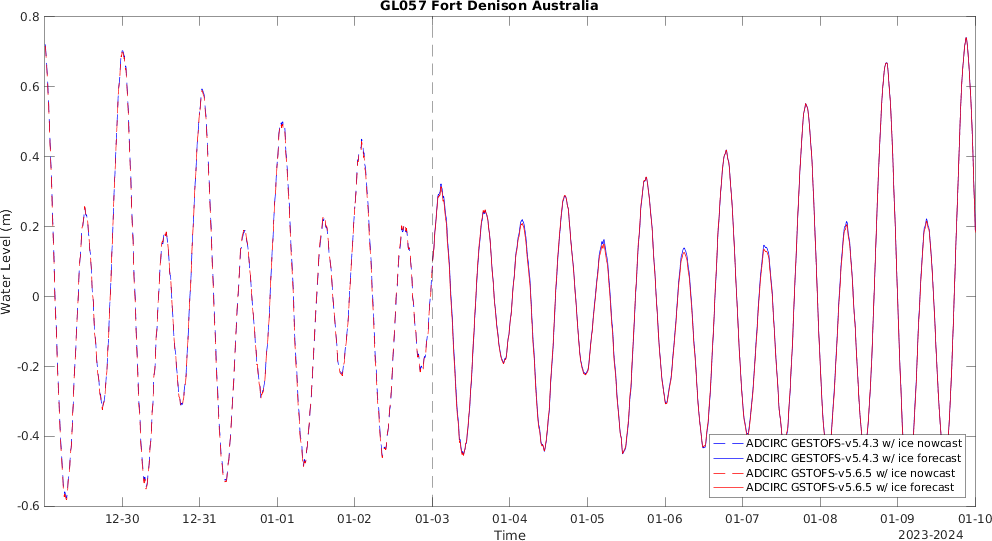 GL057 Fort Denison Australia
Water Level (m)
0.8
0.6
0.4
0.2
0
-0.2
-0.4
-0.6
ADCIRC GESTOFS-v5.4.3 w/ ice nowcast
ADCIRC GESTOFS-v5.4.3 w/ ice forecast
ADCIRC GSTOFS-v5.6.5 w/ ice nowcast
ADCIRC GSTOFS-v5.6.5 w/ ice forecast
12-30 12-31 01-01 01-02 01-03 01-04 01-05 01-06 01-07 01-08 01-09 01-10
Time
2023-2024